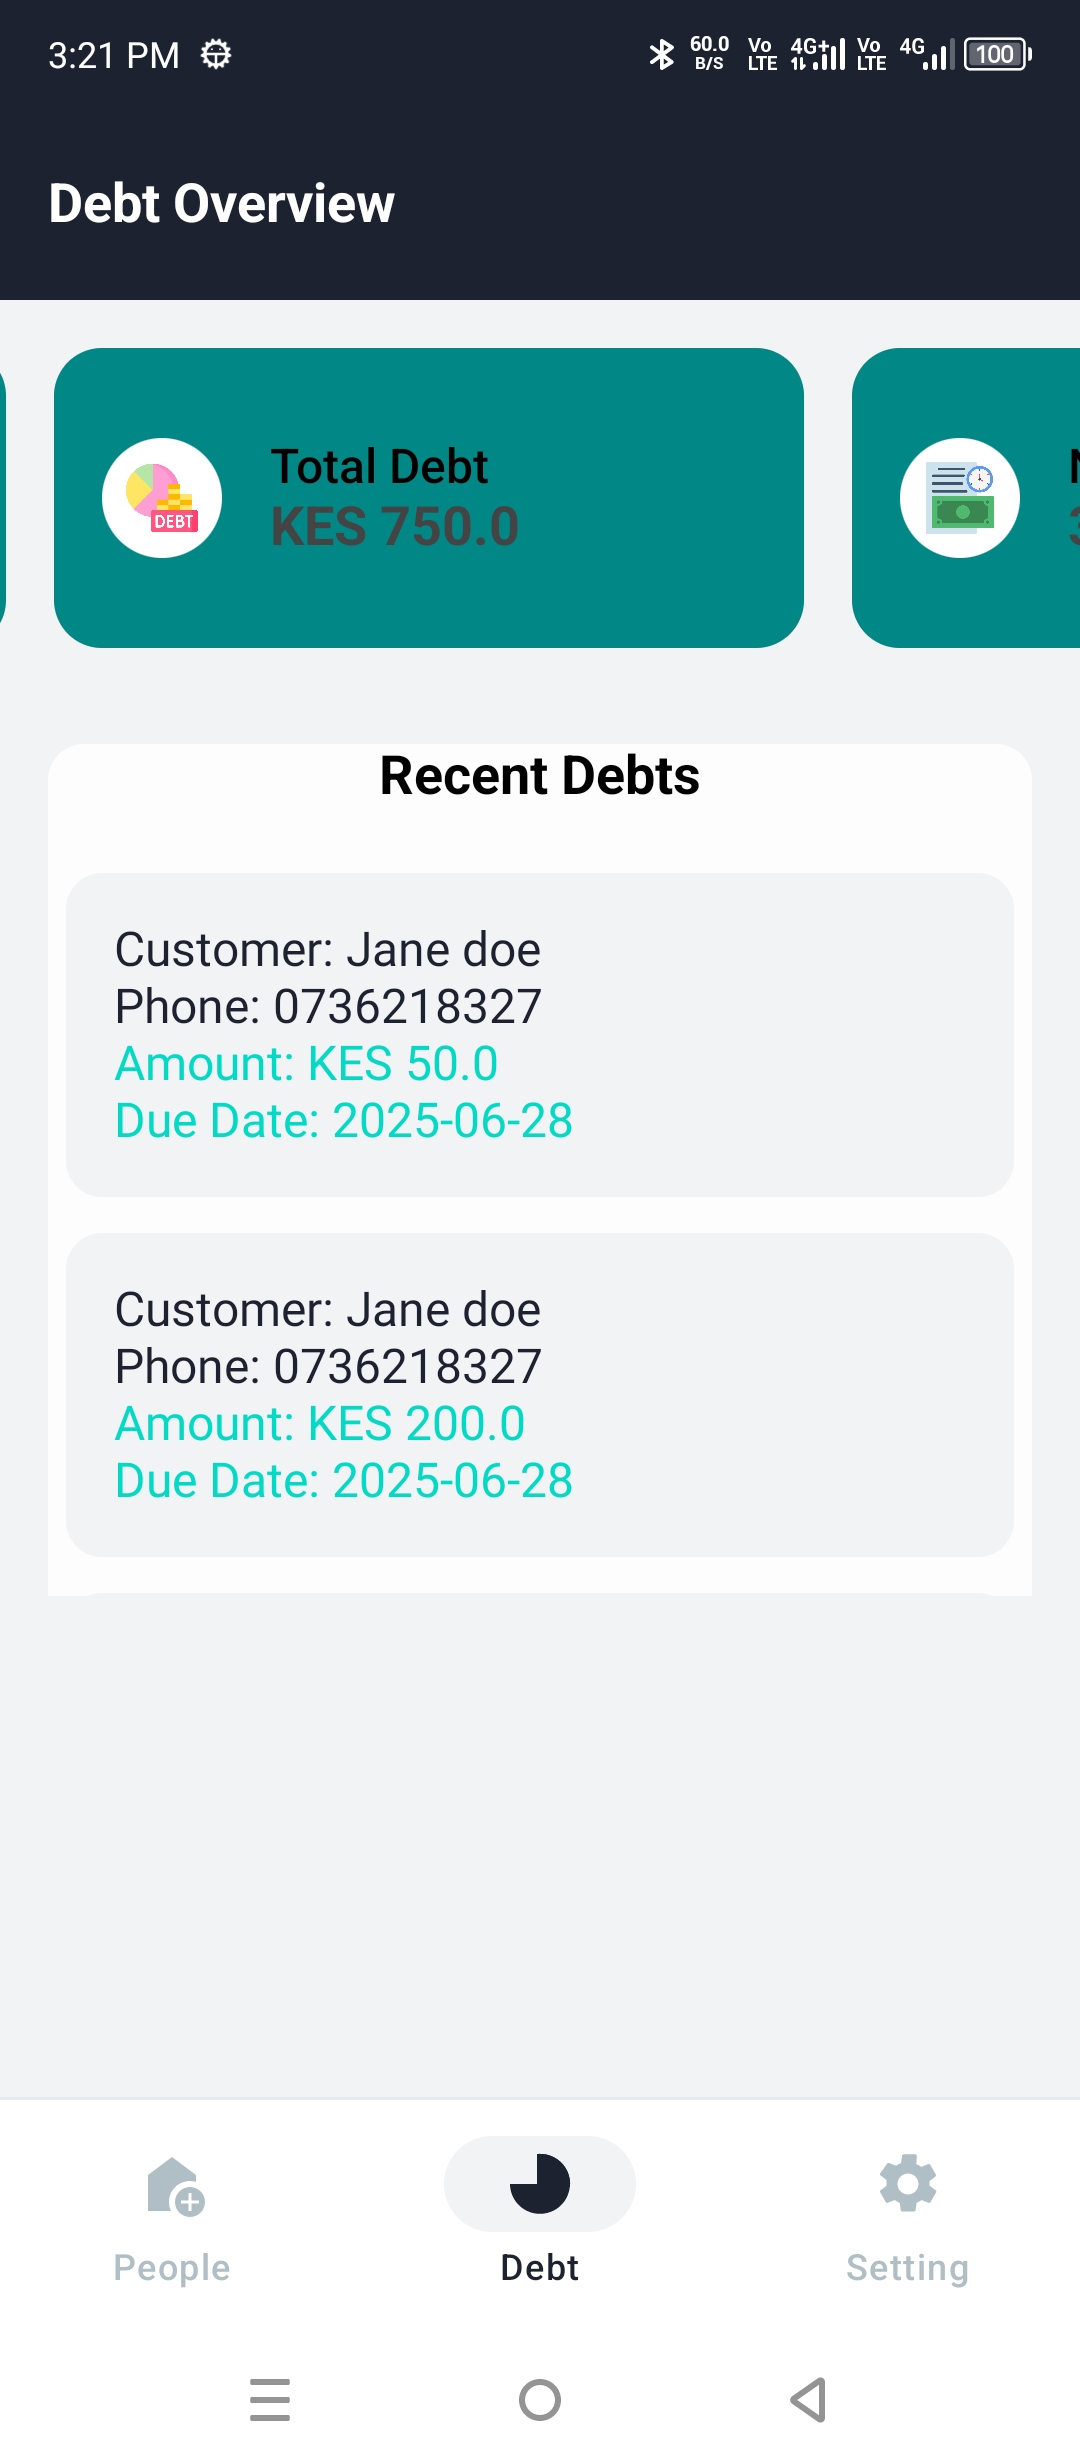 3:21 PM
60.0 B/S Vo LTE 4G+ Vo LTE 4G 100
Debt Overview
Total Debt
KES 750.0
DEBT
Recent Debts
Customer: Jane doe
Phone: 0736218327
Amount: KES 50.0
Due Date: 2025-06-28
Customer: Jane doe
Phone: 0736218327
Amount: KES 200.0
Due Date: 2025-06-28
People
Debt
Setting